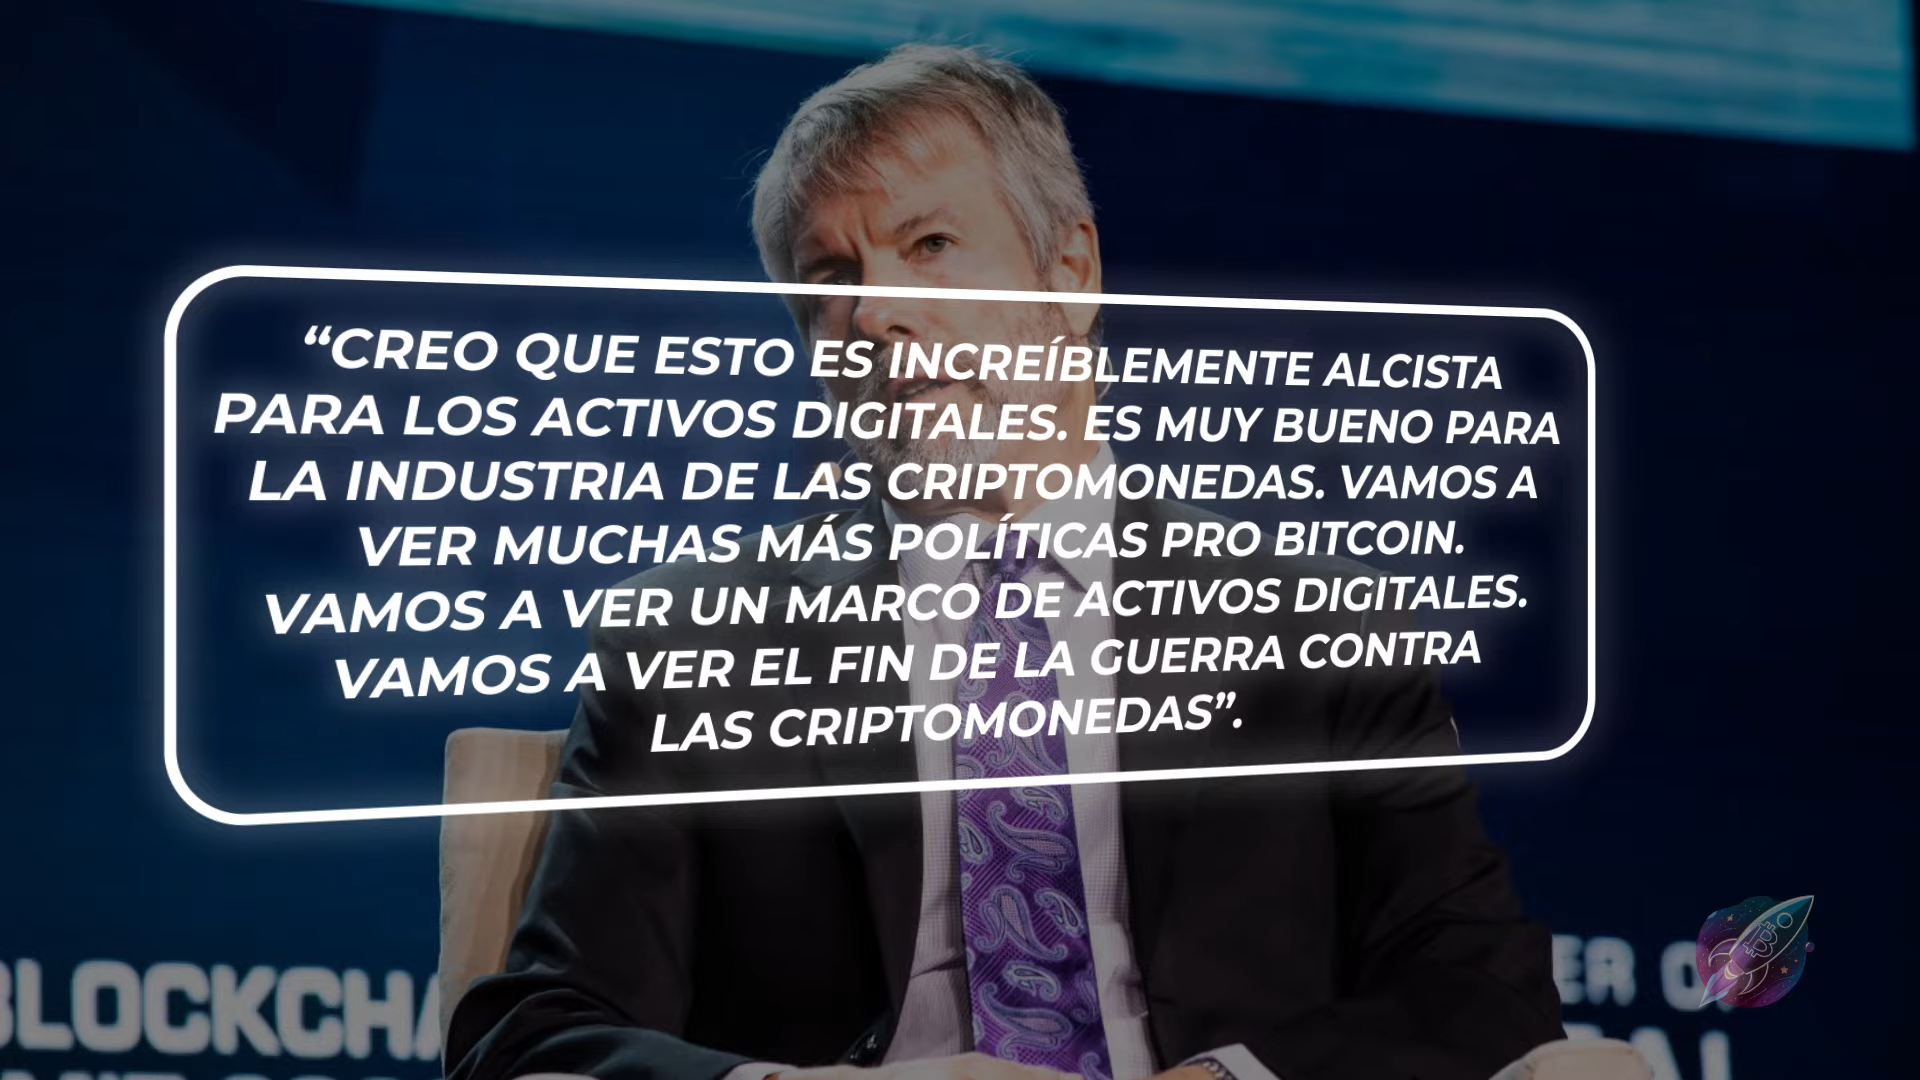 “CREO QUE ESTO ES INCREÍBLEMENTE ALCISTA
PARA LOS ACTIVOS DIGITALES. ES MUY BUENO PARA
LA INDUSTRIA DE LAS CRIPTOMONEDAS. VAMOS A
VER MUCHAS MÁS POLÍTICAS PRO BITCOIN.
VAMOS A VER UN MARCO DE ACTIVOS DIGITALES.
VAMOS A VER EL FIN DE LA GUERRA CONTRA
LAS CRIPTOMONEDAS”.
BLOCKCHA